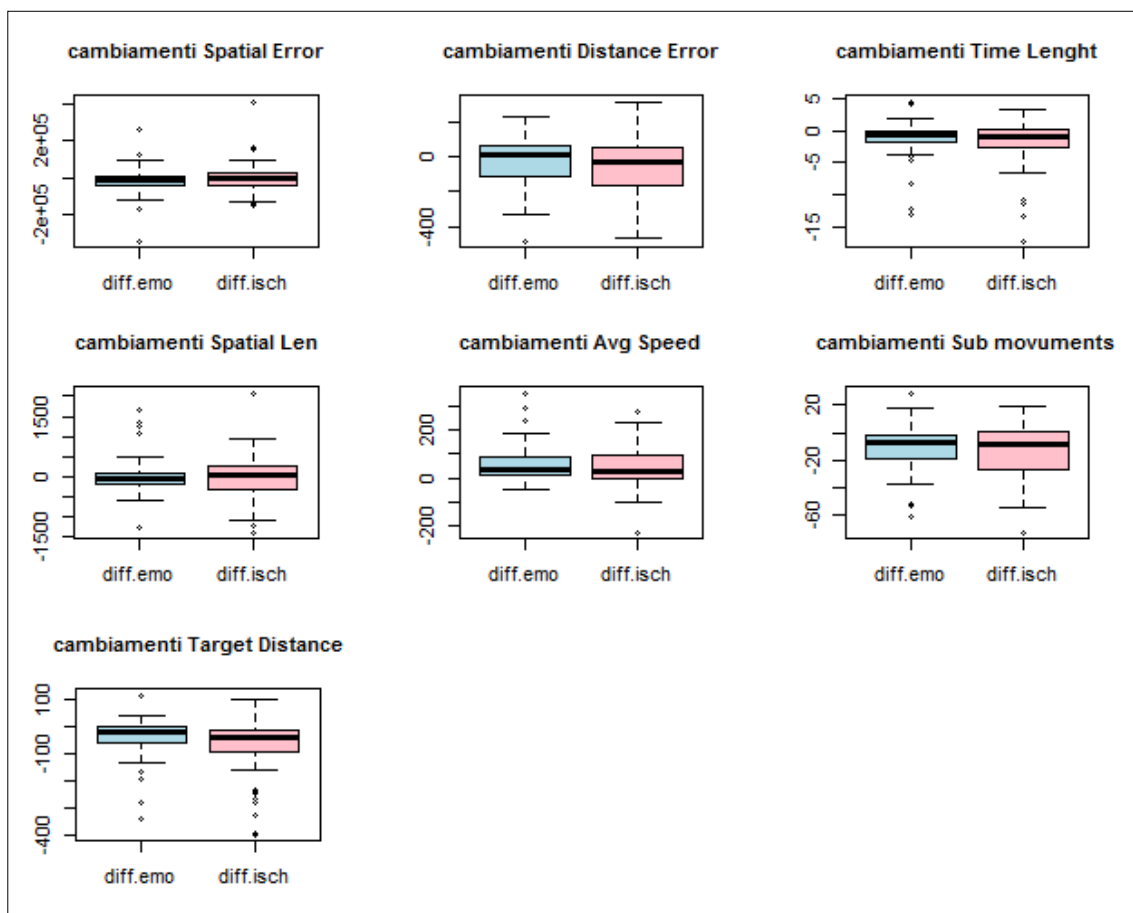 cambiamenti Spatial Error
cambiamenti Distance Error
cambiamenti Time Lenght
2e+05
-2e+05
diff.emo
diff.isch
0
-400
diff.emo
diff.isch
5
0
-5
-15
diff.emo
diff.isch
cambiamenti Spatial Len
cambiamenti Avg Speed
cambiamenti Sub movuments
1500
0
-1500
diff.emo
diff.isch
200
0
-200
diff.emo
diff.isch
20
-20
-60
diff.emo
diff.isch
cambiamenti Target Distance
100
-100
-400
diff.emo
diff.isch